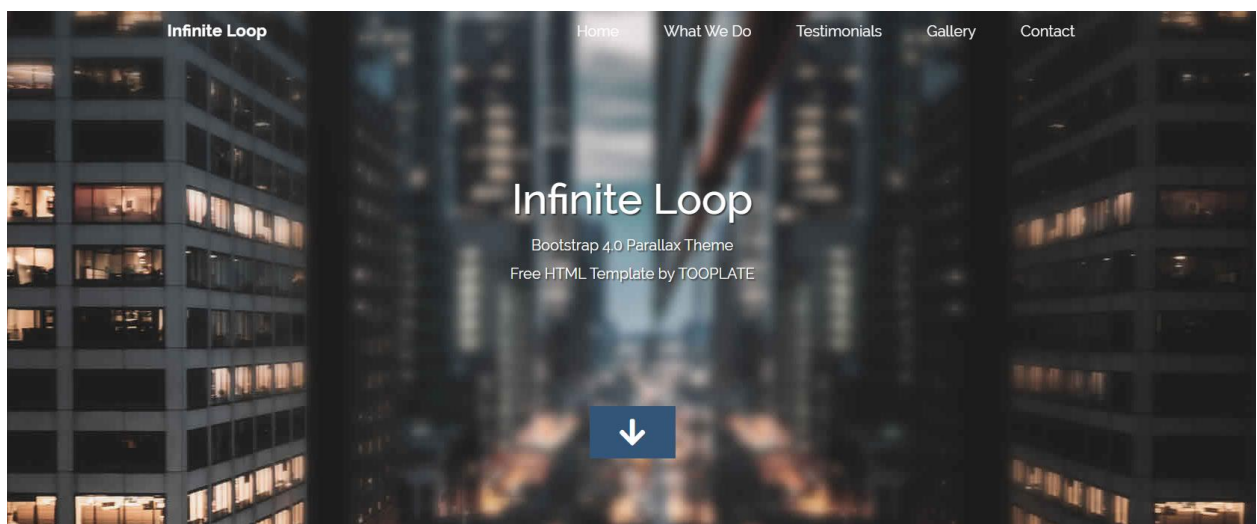 Infinite Loop
Home What We Do Testimonials Gallery Contact
Infinite Loop
Bootstrap 4.0 Parallax Theme
Free HTML Template by TOOPLATE